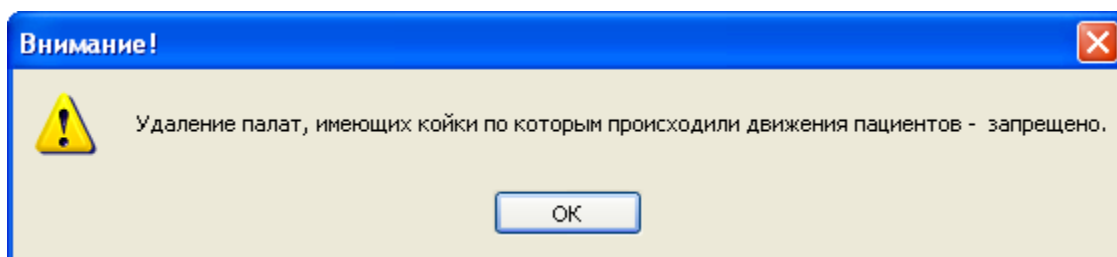 Внимание!
Удаление палат, имеющих койки по которым происходили движения пациентов -  запрещено.
OK